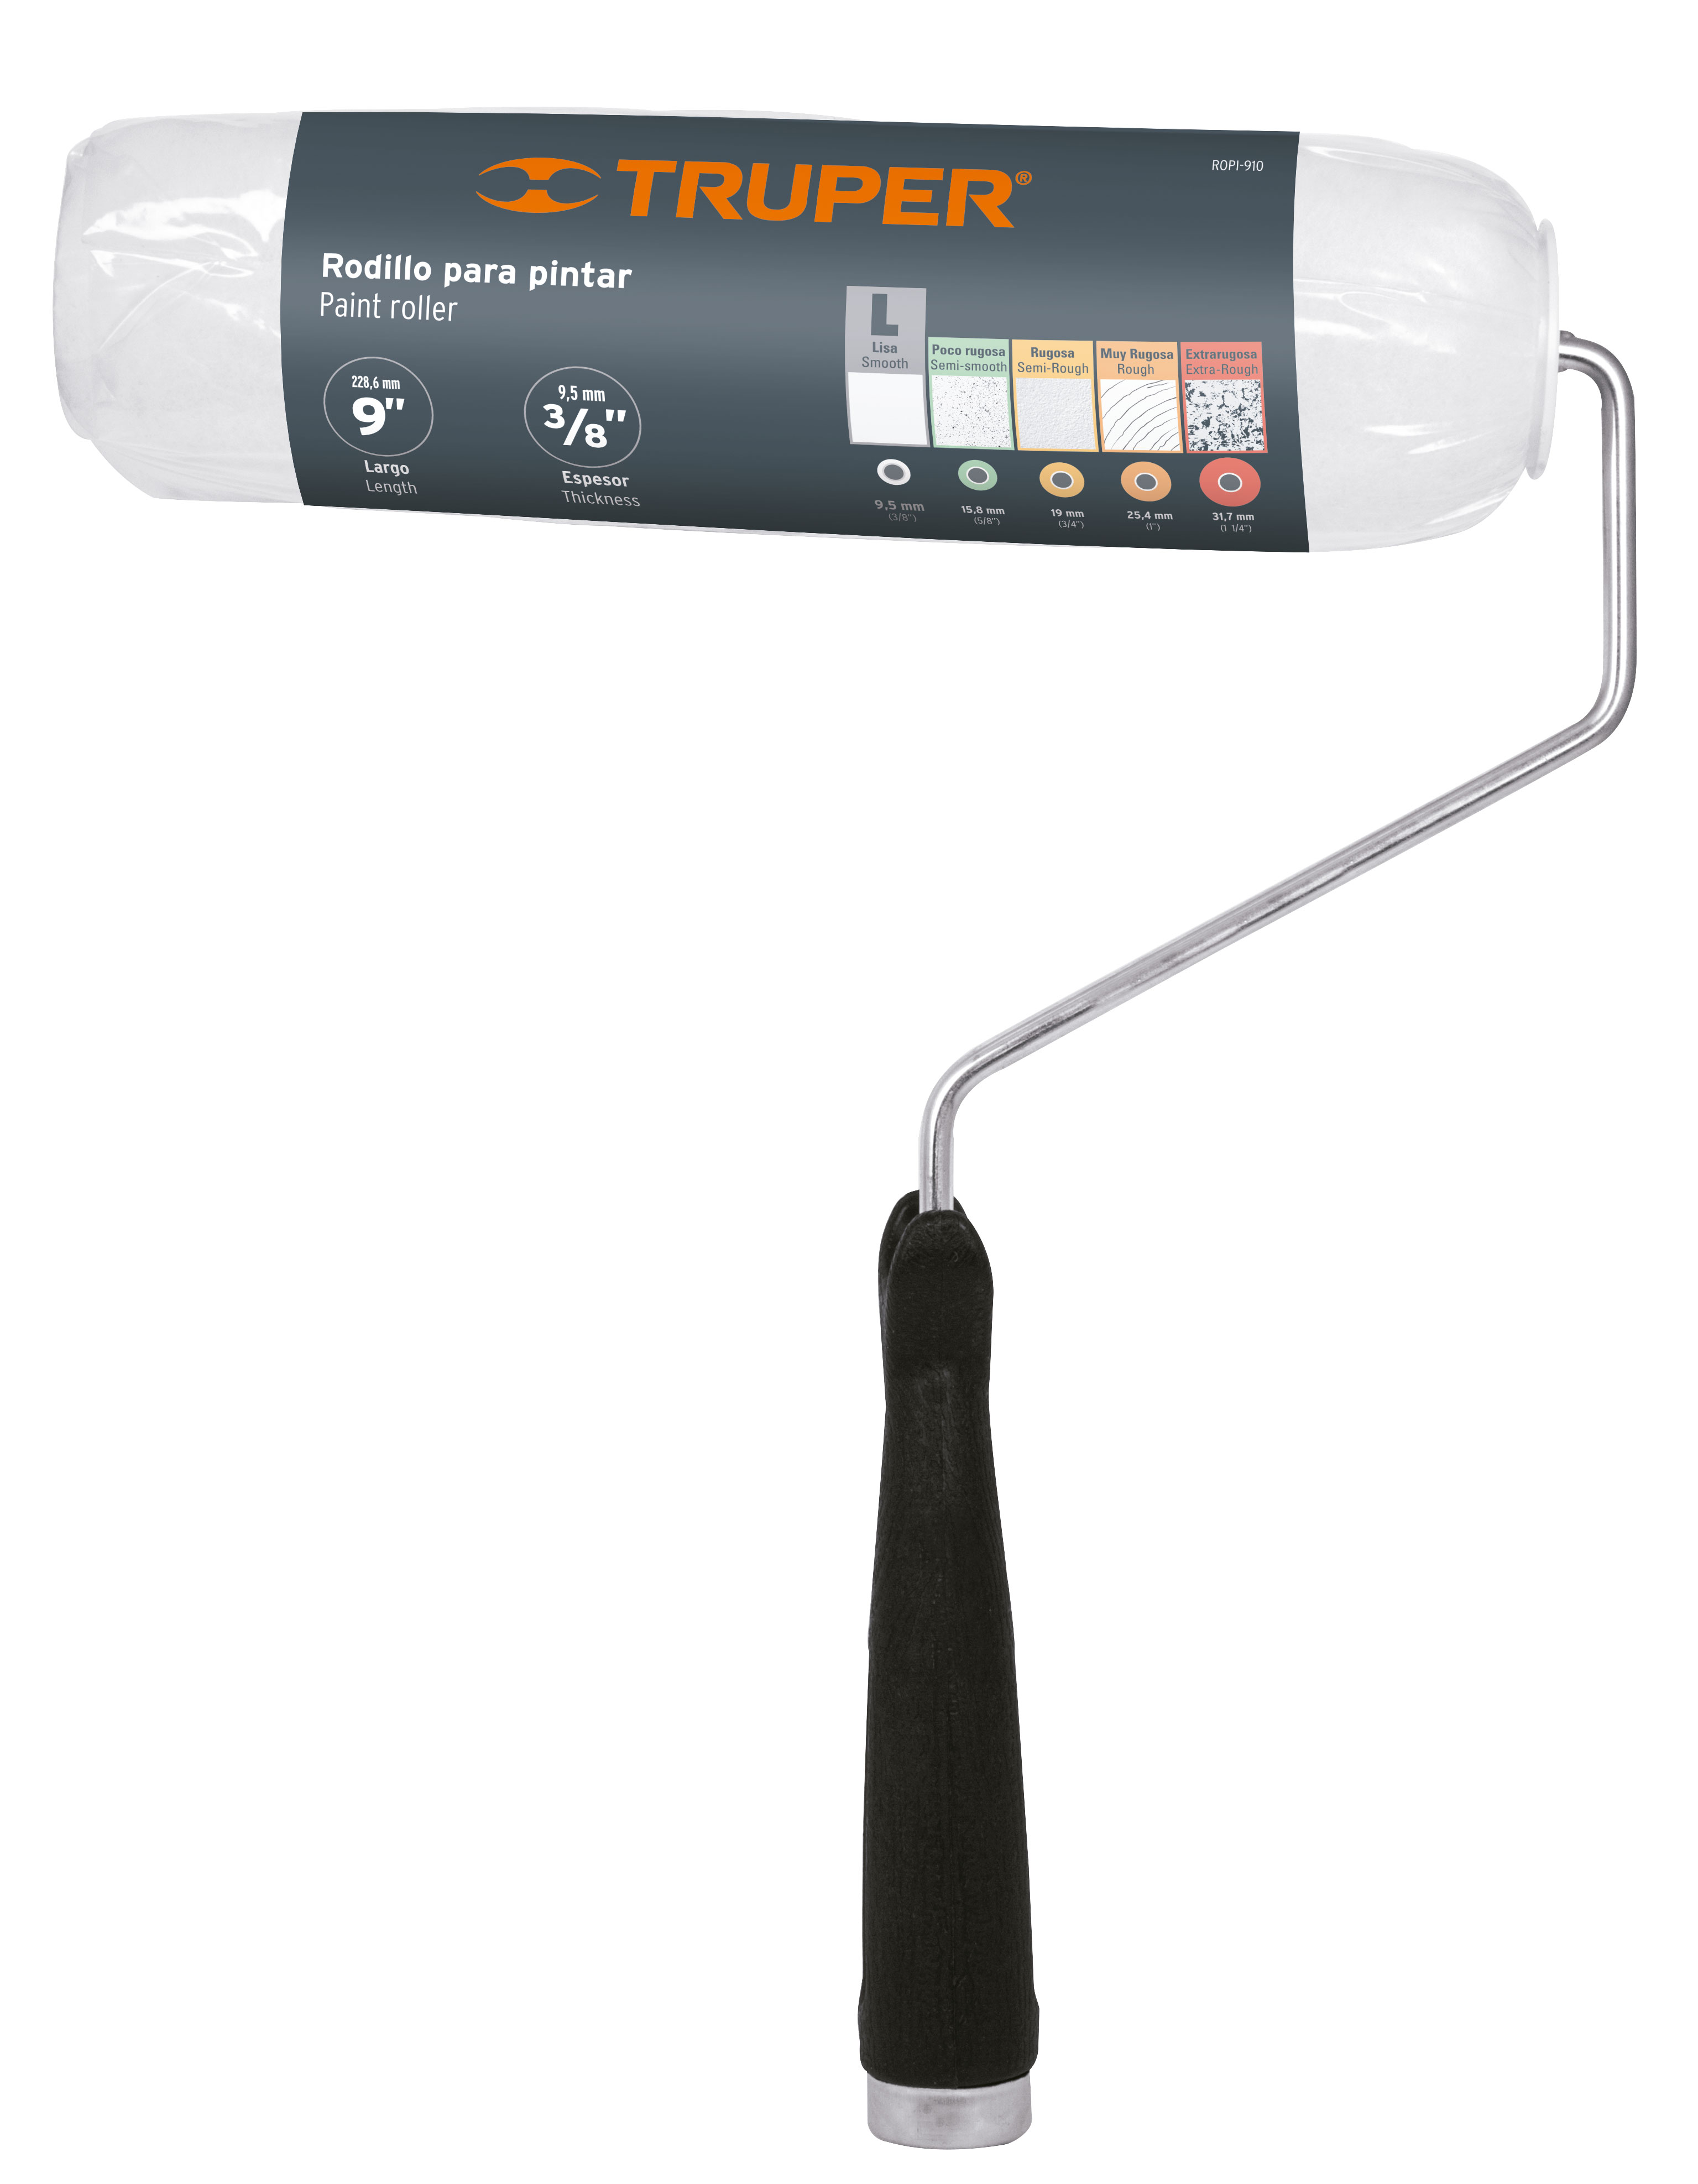 TRUPER®
ROPI-910
Rodillo para pintar
Paint roller
228,6 mm
9"
Largo
Length
9,5 mm
3/8"
Espesor
Thickness
L
Lisa
Smooth
Poco rugosa
Semi-smooth
Rugosa
Semi-Rough
Muy Rugosa
Rough
Extrarugosa
Extra-Rough
9,5 mm
(3/8")
15,8 mm
(5/8")
19 mm
(3/4")
25,4 mm
(1")
31,7 mm
(1 1/4")